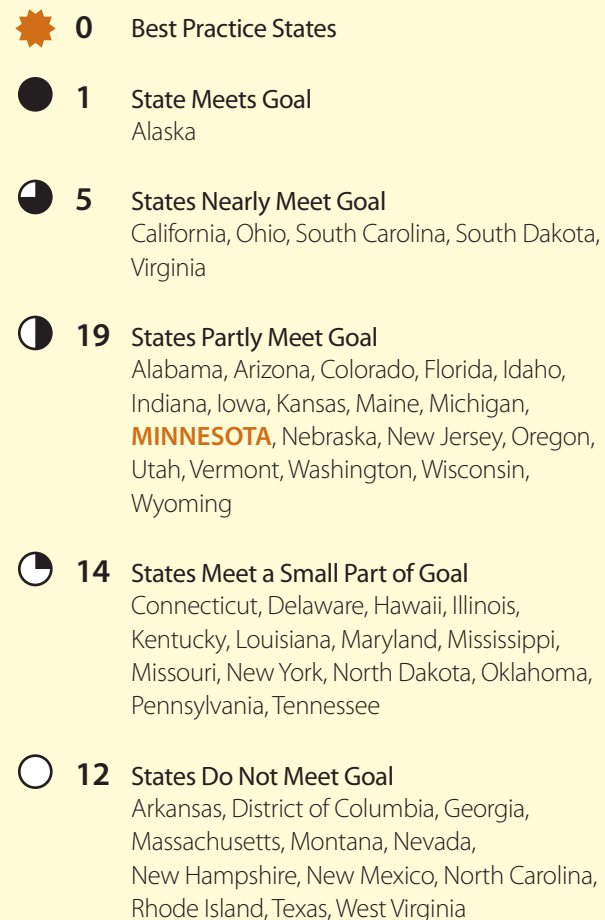 0 Best Practice States
1 State Meets Goal
Alaska
5 States Nearly Meet Goal
California, Ohio, South Carolina, South Dakota,
Virginia
19 States Partly Meet Goal
Alabama, Arizona, Colorado, Florida, Idaho,
Indiana, Iowa, Kansas, Maine, Michigan,
MINNESOTA, Nebraska, New Jersey, Oregon,
Utah, Vermont, Washington, Wisconsin,
Wyoming
14 States Meet a Small Part of Goal
Connecticut, Delaware, Hawaii, Illinois,
Kentucky, Louisiana, Maryland, Mississippi,
Missouri, New York, North Dakota, Oklahoma,
Pennsylvania, Tennessee
12 States Do Not Meet Goal
Arkansas, District of Columbia, Georgia,
Massachusetts, Montana, Nevada,
New Hampshire, New Mexico, North Carolina,
Rhode Island, Texas, West Virginia